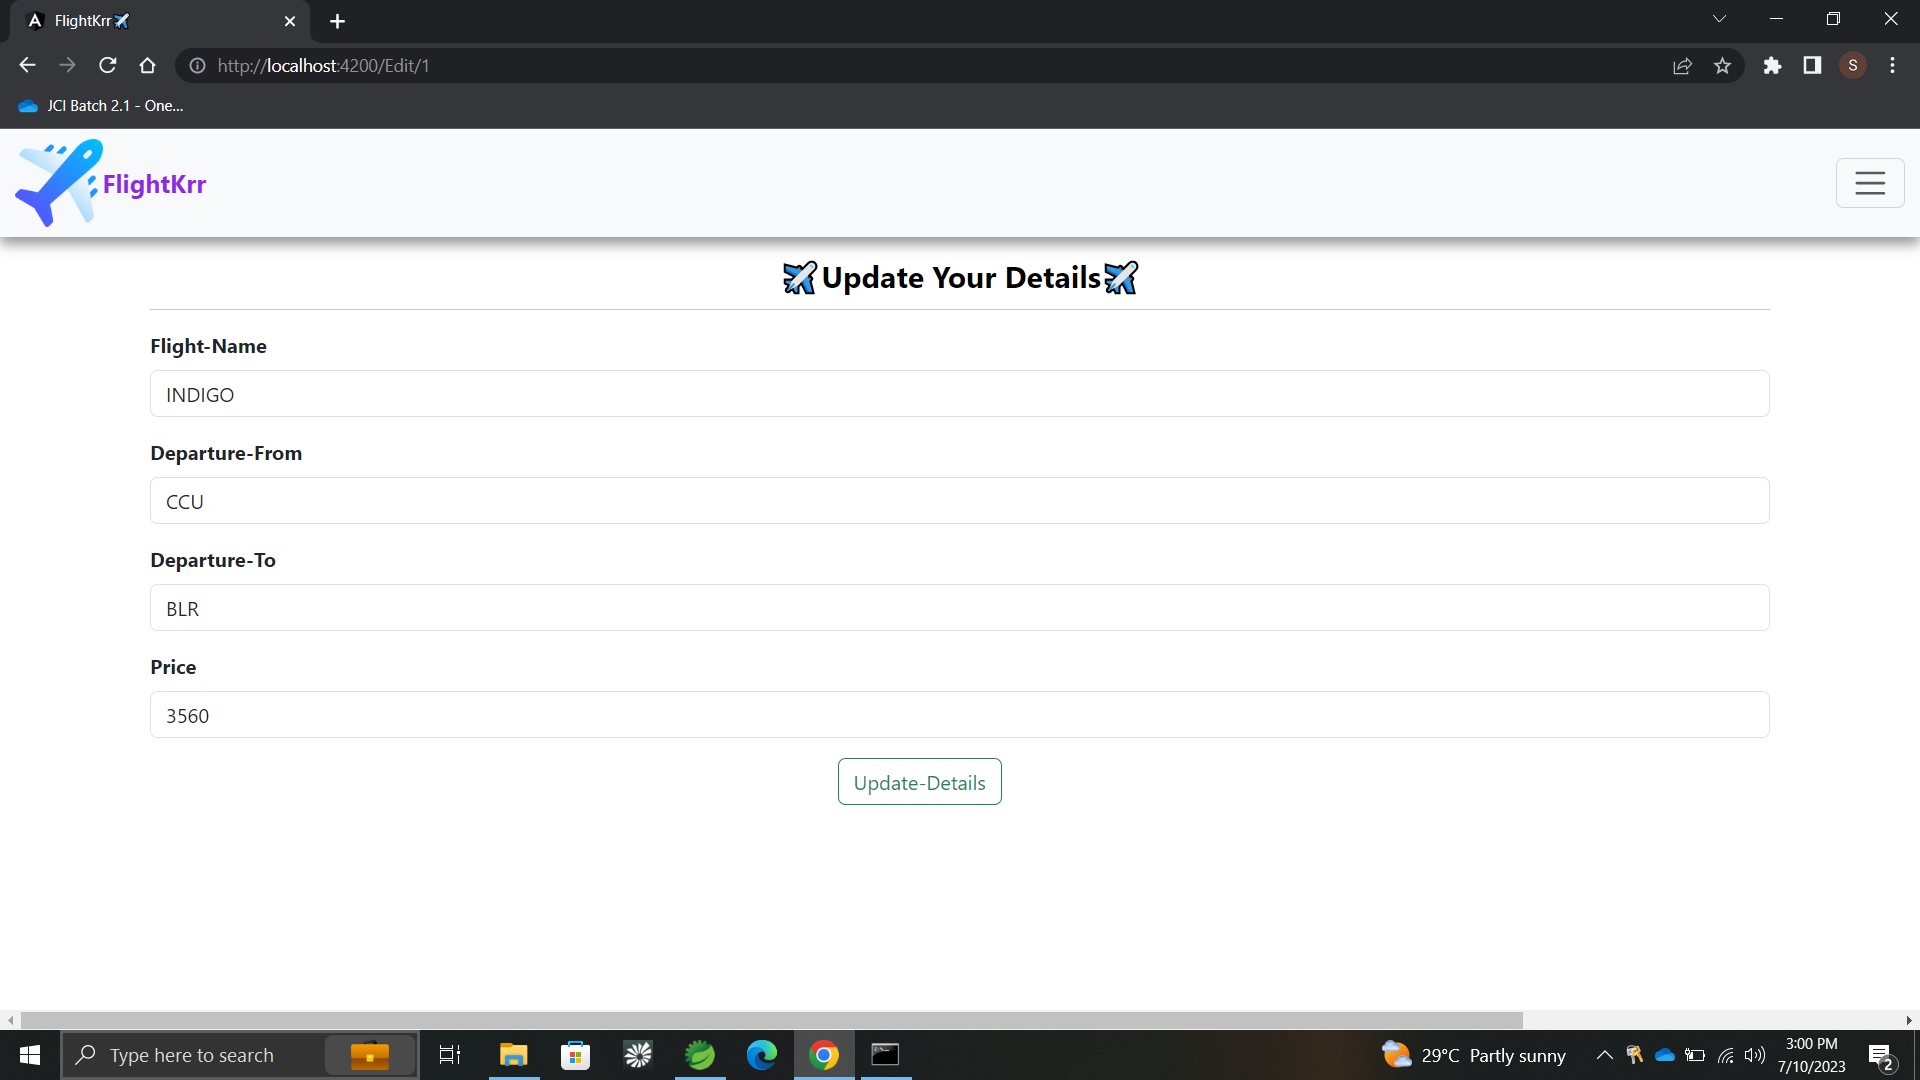 FlightKrr✈️
http://localhost:4200/Edit/1
S
JCI Batch 2.1 - One...
FlightKrr
✈️Update Your Details✈️
Flight-Name
INDIGO
Departure-From
CCU
Departure-To
BLR
Price
3560
Update-Details
Type here to search
29°C Partly sunny
3:00 PM
7/10/2023
2